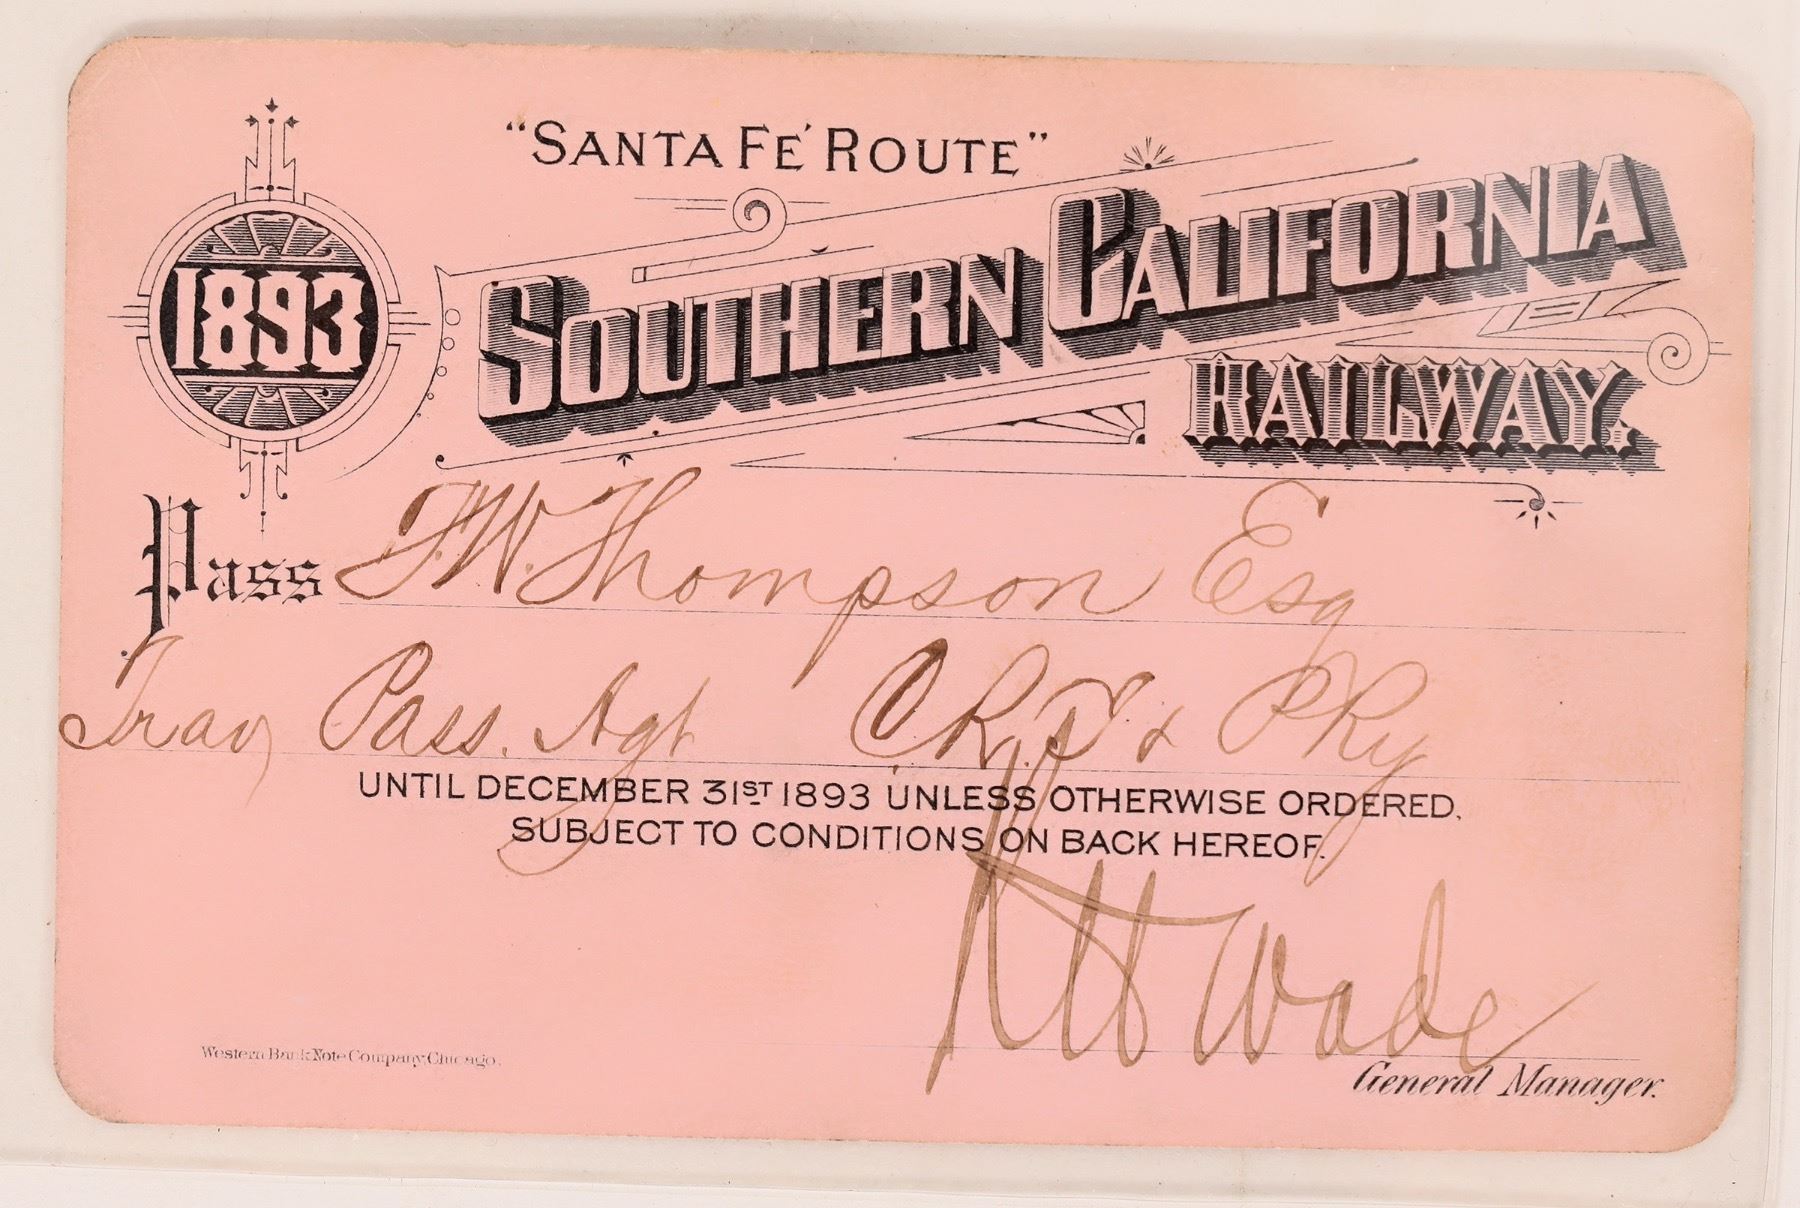 "SANTA FÉ ROUTE"
1893
SOUTHERN CALIFORNIA
RAILWAY.
Pass F.W. Thompson Esq
Trav Pass. Agt C.R.I & P Ry
UNTIL DECEMBER 31ST 1893 UNLESS OTHERWISE ORDERED.
SUBJECT TO CONDITIONS ON BACK HEREOF.
Wade
General Manager.
Western Bank Note Company, Chicago.